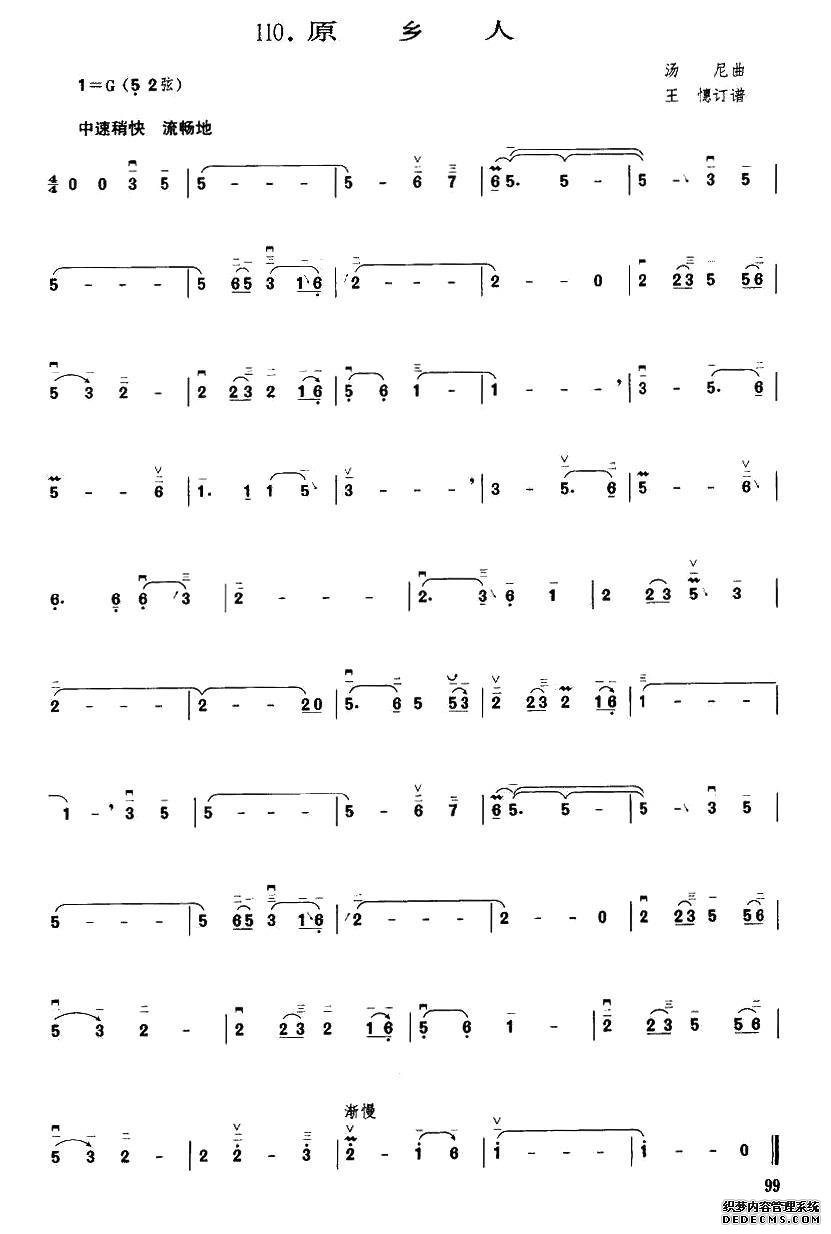 110. 原 乡 人
1=G（5 2弦）
汤 尼曲
王 憓订谱
中速稍快 流畅地
4/4 0 0 3 5 | 5 - - - | 5 - 6 7 | 6 5. 5 - | 5 - 3 5 |
5 - - - | 5 65 3 16 | 2 - - - | 2 - - 0 | 2 23 5 56 |
5 3 2 - | 2 23 2 16 | 5 6 1 - | 1 - - - ’ | 3 - 5. 6 |
5 - - 6 | 1. 1 1 5 | 3 - - - ’ | 3 - 5. 6 | 5 - - 6 |
6. 6 6 3 | 2 - - - | 2. 3 6 1 | 2 23 5 3 |
2 - - - | 2 - - 20 | 5. 6 5 53 | 2 23 2 16 | 1 - - - |
1 - ’ 3 5 | 5 - - - | 5 - 6 7 | 6 5. 5 - | 5 - 3 5 |
5 - - - | 5 65 3 16 | 2 - - - | 2 - - 0 | 2 23 5 56 |
5 3 2 - | 2 23 2 16 | 5 6 1 - | 2 23 5 56 |
渐慢
5 3 2 - | 2 2 - 3 | 2 - 1 6 | 1 - - - | 1 - - 0 ‖
99
织梦内容管理系统
DEDECMS.COM